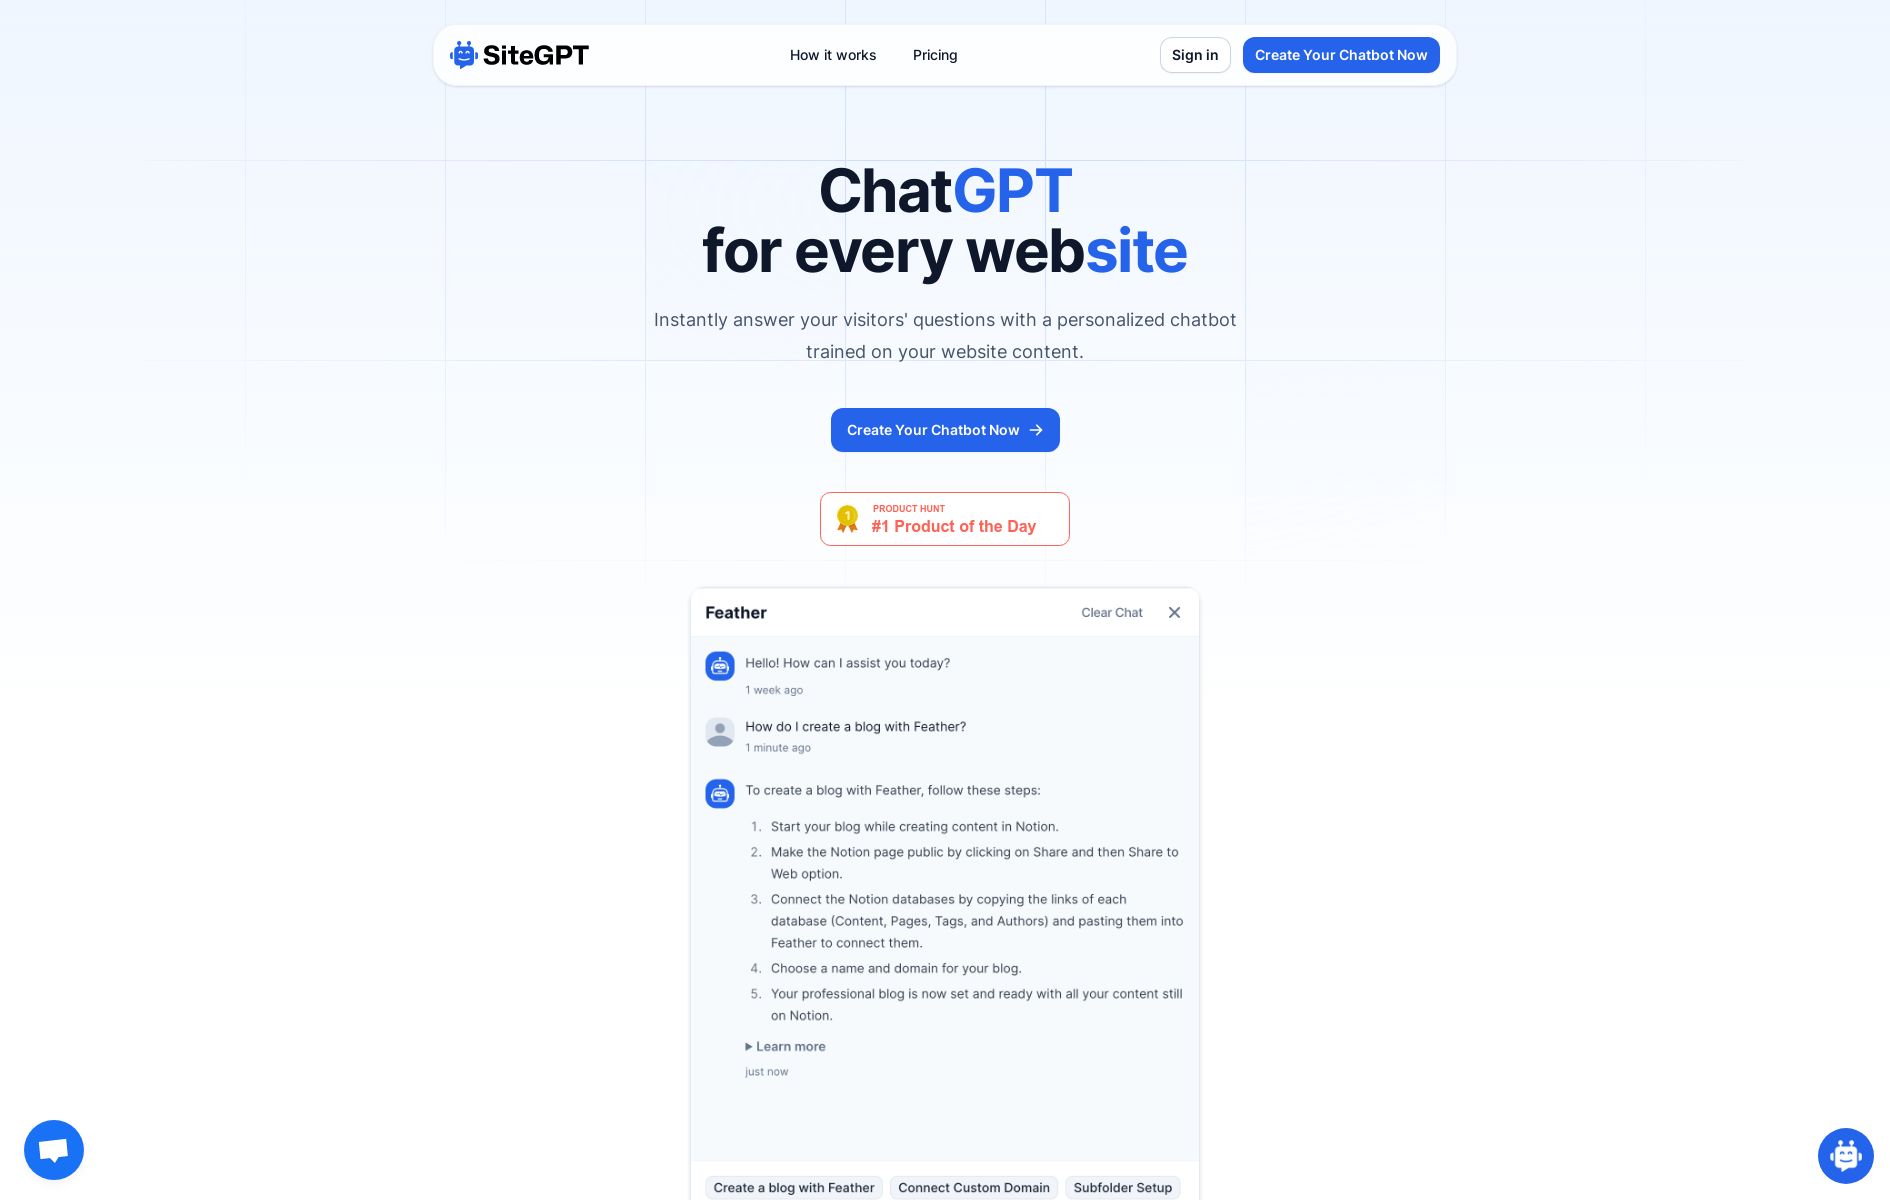 SiteGPT
How it works
Pricing
Sign in
Create Your Chatbot Now
ChatGPT
for every website
Instantly answer your visitors' questions with a personalized chatbot
trained on your website content.
Create Your Chatbot Now
1
PRODUCT HUNT
#1 Product of the Day
Feather
Clear Chat
Hello! How can I assist you today?
1 week ago
How do I create a blog with Feather?
1 minute ago
To create a blog with Feather, follow these steps:
1. Start your blog while creating content in Notion.
2. Make the Notion page public by clicking on Share and then Share to
Web option.
3. Connect the Notion databases by copying the links of each
database (Content, Pages, Tags, and Authors) and pasting them into
Feather to connect them.
4. Choose a name and domain for your blog.
5. Your professional blog is now set and ready with all your content still
on Notion.
Learn more
just now
Create a blog with Feather
Connect Custom Domain
Subfolder Setup